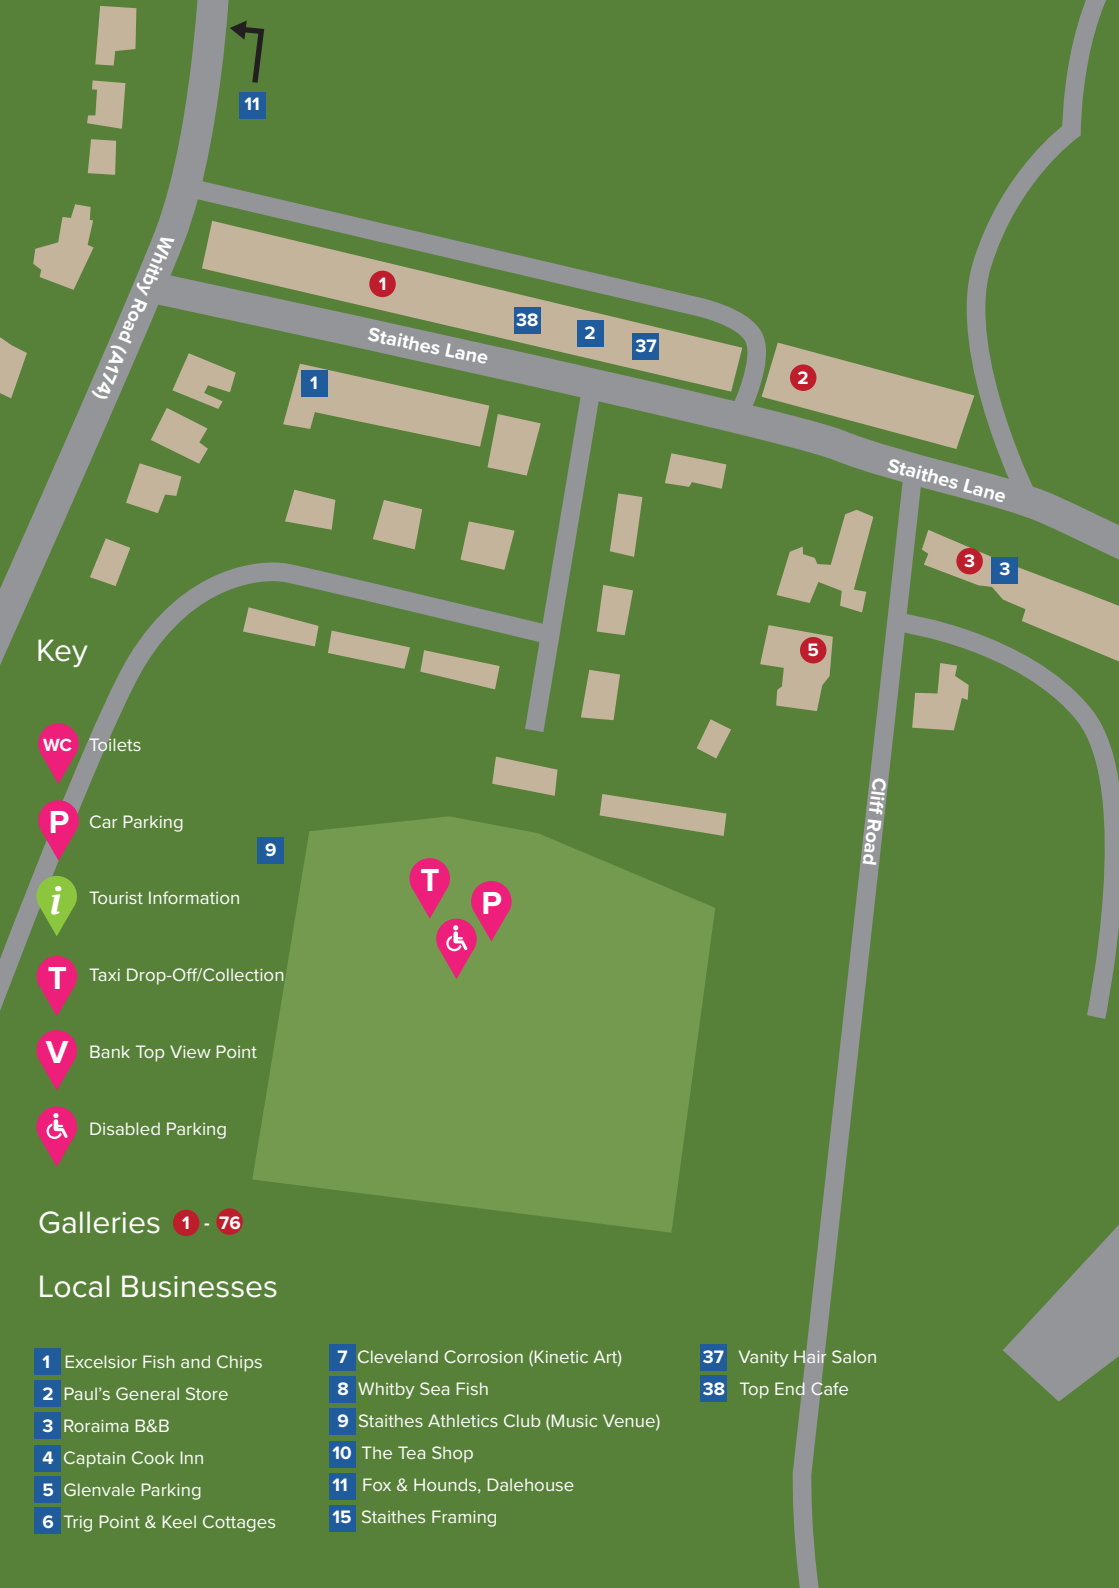 11
Whitby Road (A174)
1
38
2
37
Staithes Lane
1
2
Staithes Lane
3
3
5
Cliff Road
9
T
P
Key
WC Toilets
P Car Parking
i Tourist Information
T Taxi Drop-Off/Collection
V Bank Top View Point
Disabled Parking
Galleries 1 - 76
Local Businesses
1 Excelsior Fish and Chips
2 Paul's General Store
3 Roraima B&B
4 Captain Cook Inn
5 Glenvale Parking
6 Trig Point & Keel Cottages
7 Cleveland Corrosion (Kinetic Art)
8 Whitby Sea Fish
9 Staithes Athletics Club (Music Venue)
10 The Tea Shop
11 Fox & Hounds, Dalehouse
15 Staithes Framing
37 Vanity Hair Salon
38 Top End Cafe